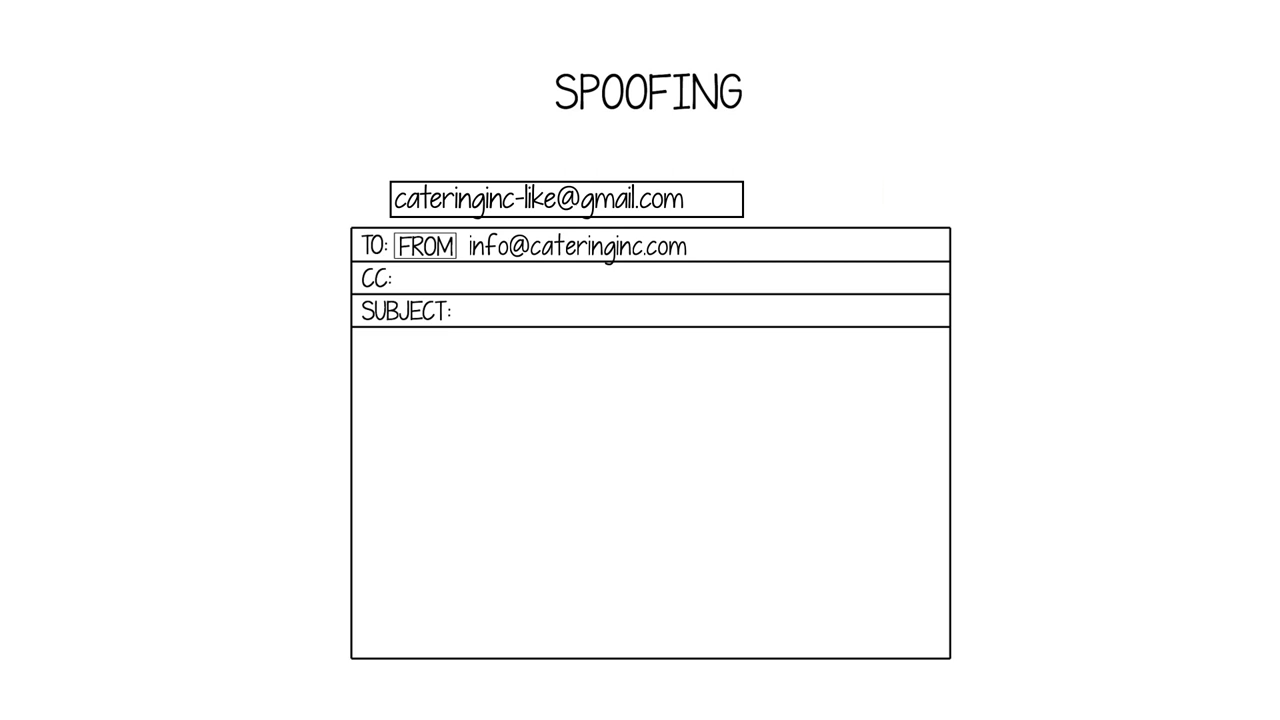 SPOOFING
cateringinc-like@gmail.com
TO: FROM info@cateringinc.com
CC:
SUBJECT: